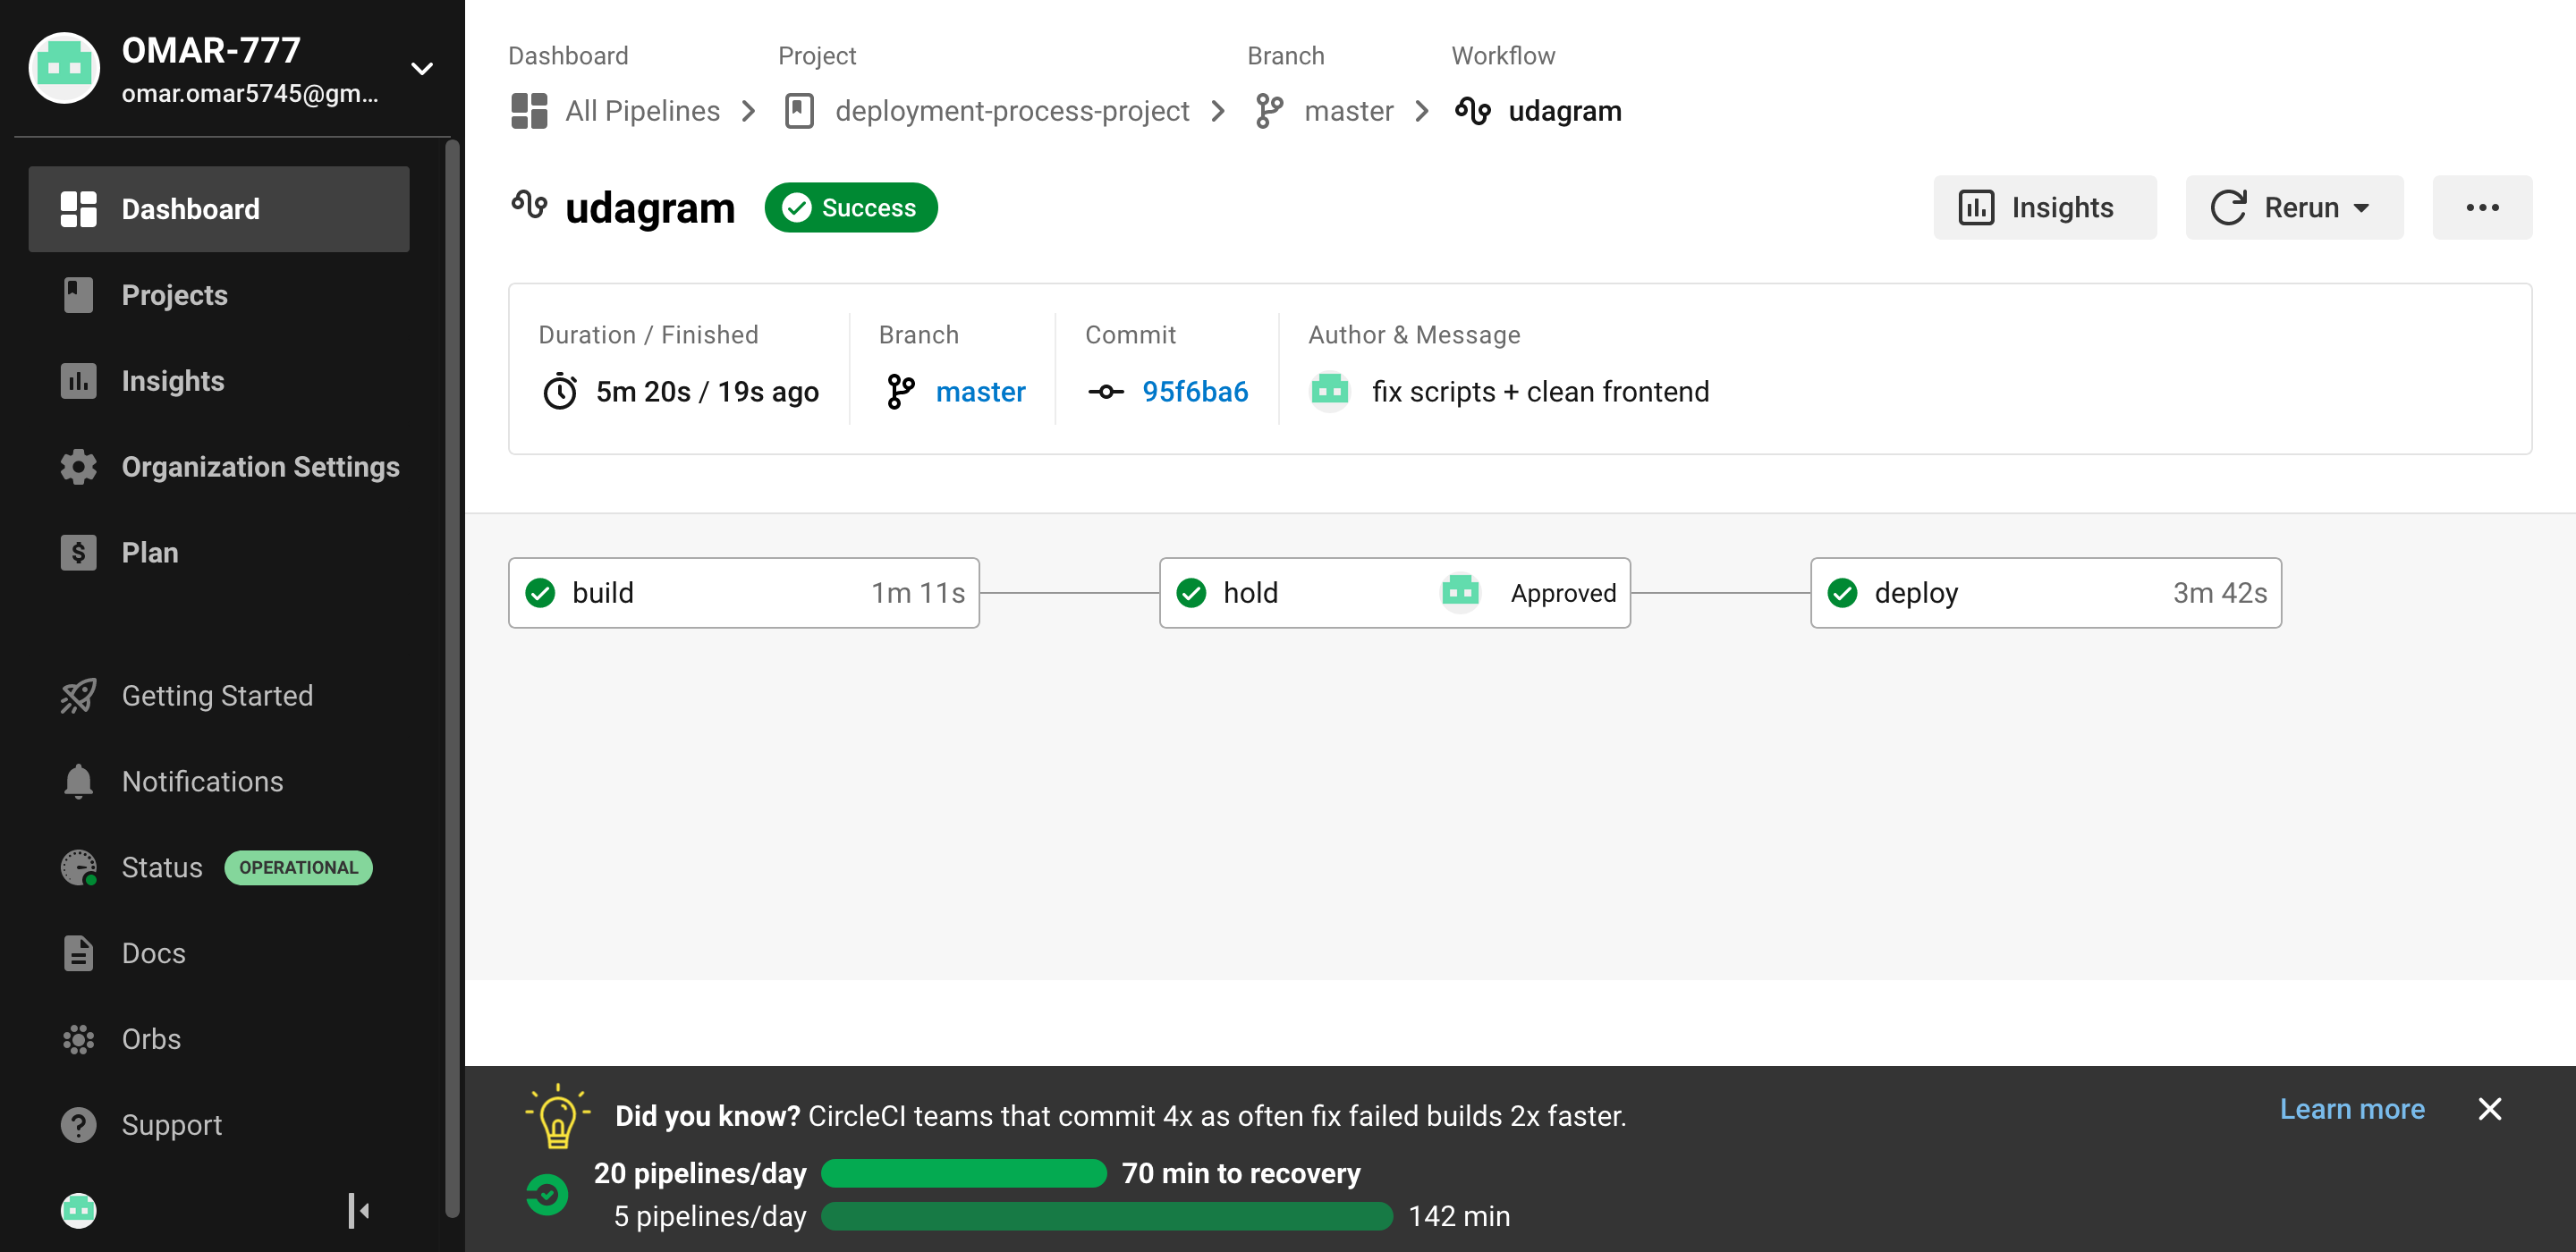 OMAR-777
omar.omar5745@gm...
Dashboard
Projects
Insights
Organization Settings
Plan
Getting Started
Notifications
Status OPERATIONAL
Docs
Orbs
Support
Dashboard Project Branch Workflow
All Pipelines deployment-process-project master udagram
udagram Success
Insights Rerun
Duration / Finished Branch Commit Author & Message
5m 20s / 19s ago master 95f6ba6 fix scripts + clean frontend
build 1m 11s hold Approved deploy 3m 42s
Did you know? CircleCI teams that commit 4x as often fix failed builds 2x faster. Learn more
20 pipelines/day 70 min to recovery
5 pipelines/day 142 min